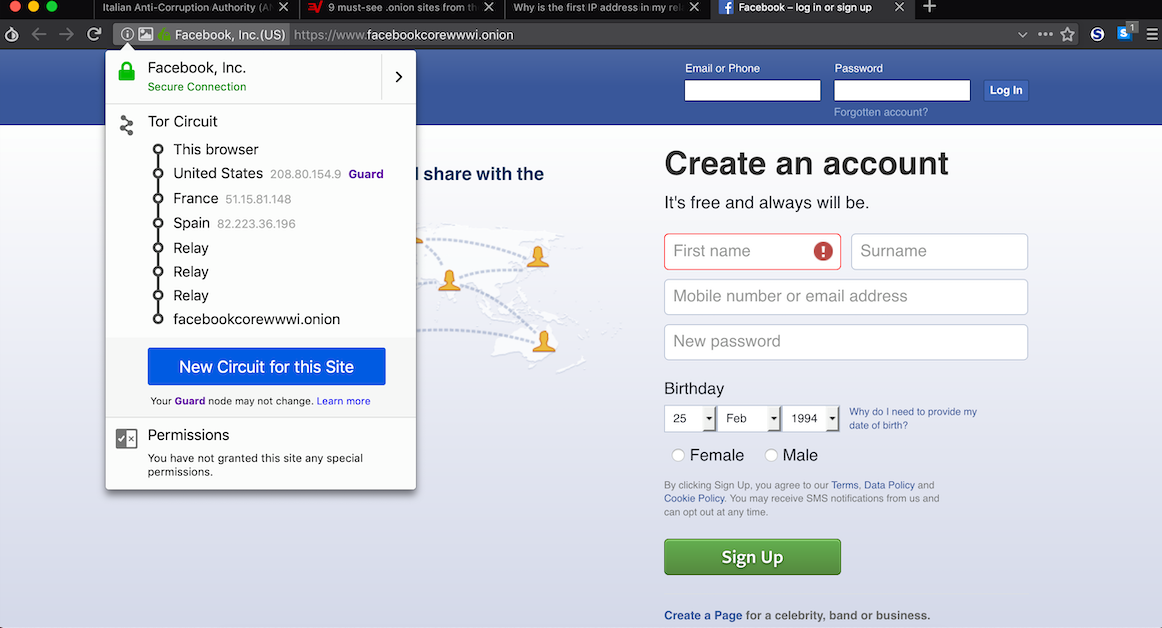 Italian Anti-Corruption Authority (AN
9 must-see .onion sites from th
Why is the first IP address in my rel
Facebook – log in or sign up
Facebook, Inc.(US)
https://www.facebookcorewwwi.onion
S
S 1
Facebook, Inc.
Secure Connection
Tor Circuit
This browser
United States 208.80.154.9 Guard
France 51.15.81.148
Spain 82.223.36.196
Relay
Relay
Relay
facebookcorewwwi.onion
New Circuit for this Site
Your Guard node may not change. Learn more
Permissions
You have not granted this site any special
permissions.
Email or Phone
Password
Log In
Forgotten account?
share with the
Create an account
It's free and always will be.
First name
Surname
Mobile number or email address
New password
Birthday
25
Feb
1994
Why do I need to provide my
date of birth?
Female
Male
By clicking Sign Up, you agree to our Terms, Data Policy and
Cookie Policy. You may receive SMS notifications from us and
can opt out at any time.
Sign Up
Create a Page for a celebrity, band or business.